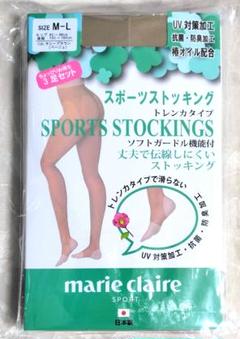 SIZE M-L
3足セット
UV対策加工
抗菌・防臭加工
椿オイル配合
スポーツストッキング
トレンカタイプ
SPORTS STOCKINGS
ソフトガードル機能付
丈夫で伝線しにくい
ストッキング
トレンカタイプで滑らない
UV対策加工・抗菌・防臭加工
marie claire
SPORT
日本製